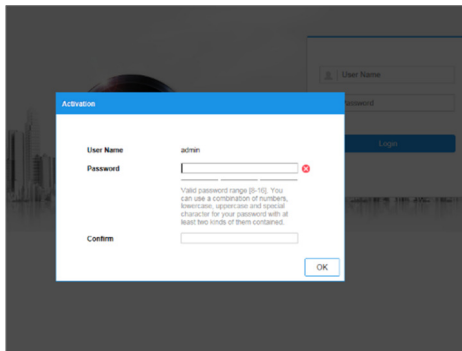 User Name
Password
Login
Activation
User Name admin
Password
Valid password range [8-16]. You
can use a combination of numbers,
lowercase, uppercase and special
character for your password with at
least two kinds of them contained.
Confirm
OK